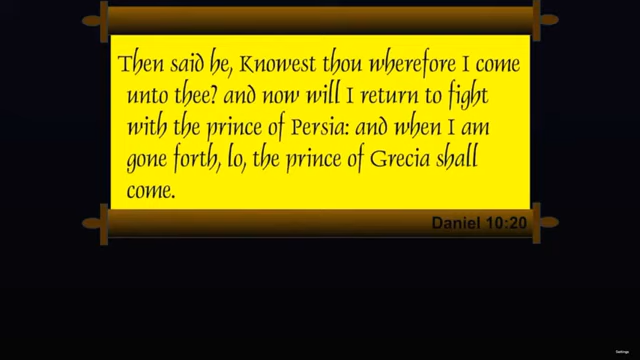 Then said he, Knowest thou wherefore I come
unto thee? and now will I return to fight
with the prince of Persia: and when I am
gone forth, lo, the prince of Grecia shall
come.
Daniel 10:20